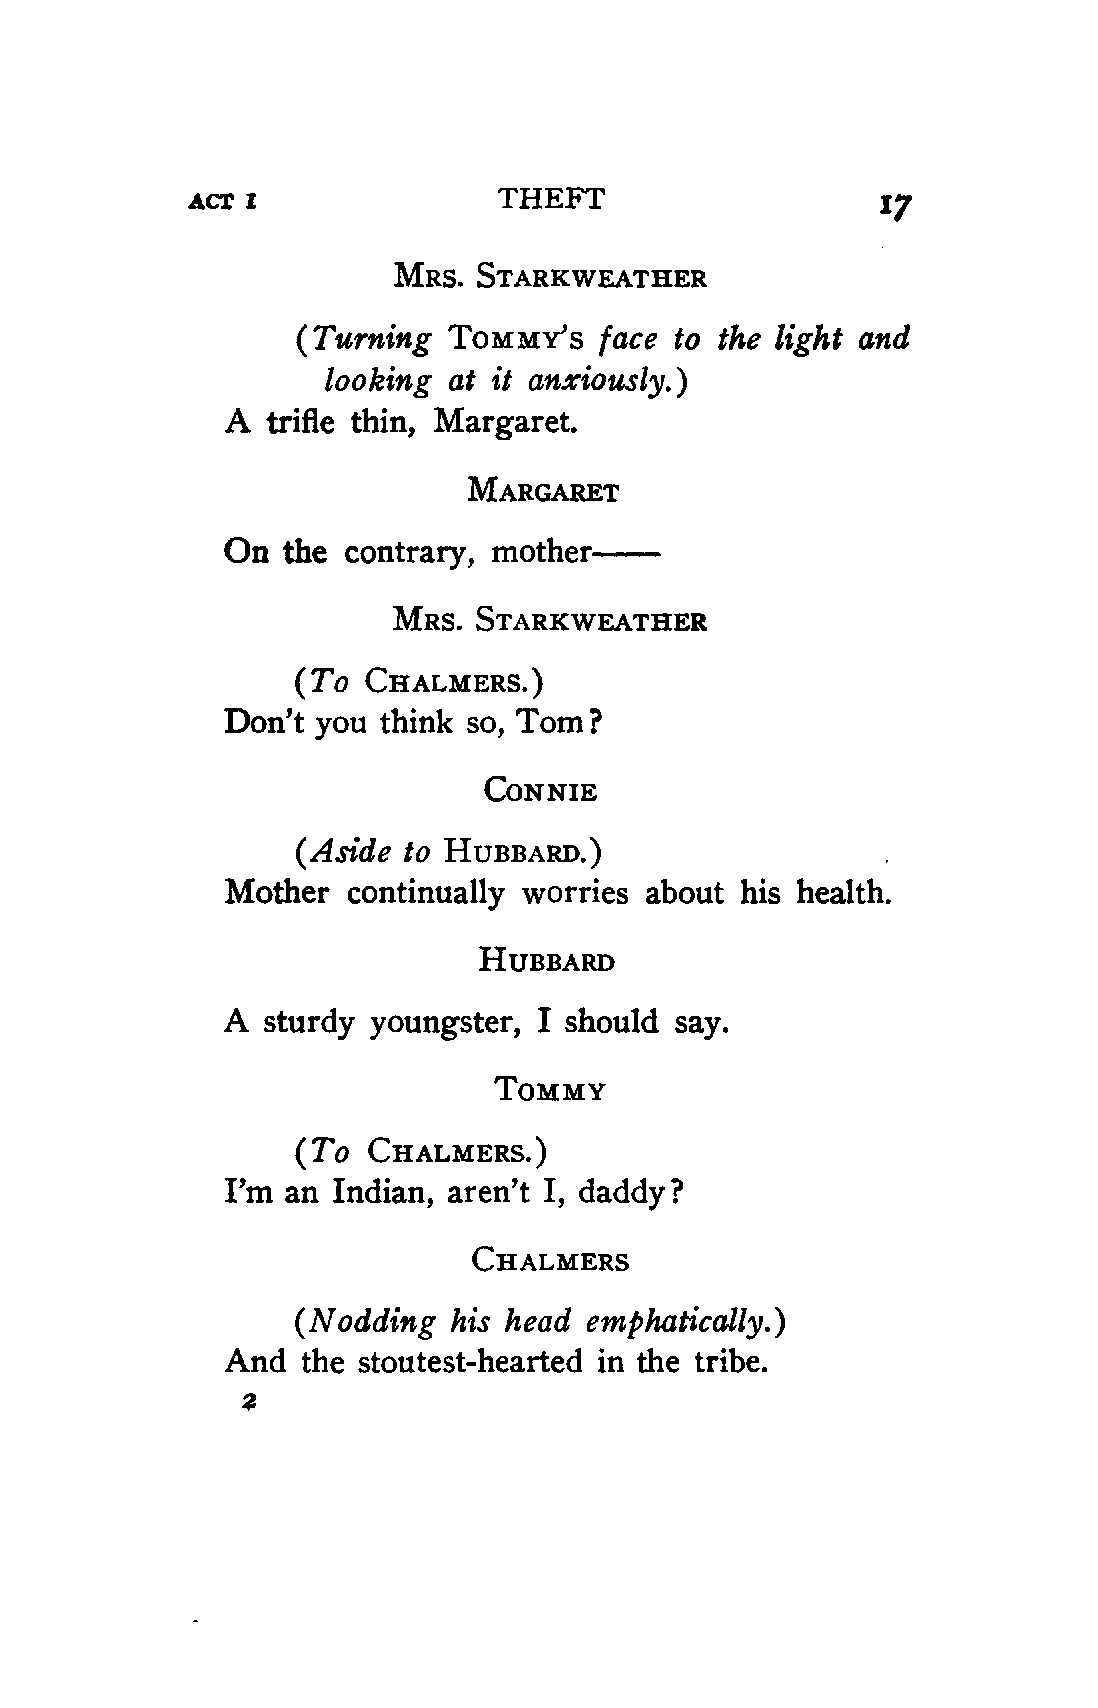 ACT I THEFT 17
MRS. STARKWEATHER
(Turning TOMMY'S face to the light and
looking at it anxiously.)
A trifle thin, Margaret.
MARGARET
On the contrary, mother——
MRS. STARKWEATHER
(To CHALMERS.)
Don't you think so, Tom?
CONNIE
(Aside to HUBBARD.)
Mother continually worries about his health.
HUBBARD
A sturdy youngster, I should say.
TOMMY
(To CHALMERS.)
I'm an Indian, aren't I, daddy?
CHALMERS
(Nodding his head emphatically.)
And the stoutest-hearted in the tribe.
2